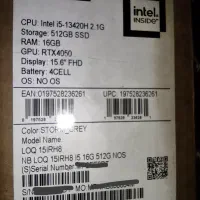 CPU: Intel i5-13420H 2.1G
Storage: 512GB SSD
RAM: 16GB
GPU: RTX4050
Display: 15.6" FHD
Battery: 4CELL
OS: NO OS
intel
INSIDE
EAN:0197528236261
UPC: 197528236261
Color:STORM GREY
Model Name:
LOQ 15IRH8
NB LOQ 15IRH8 I5 16G 512G NOS
(S)Serial Number